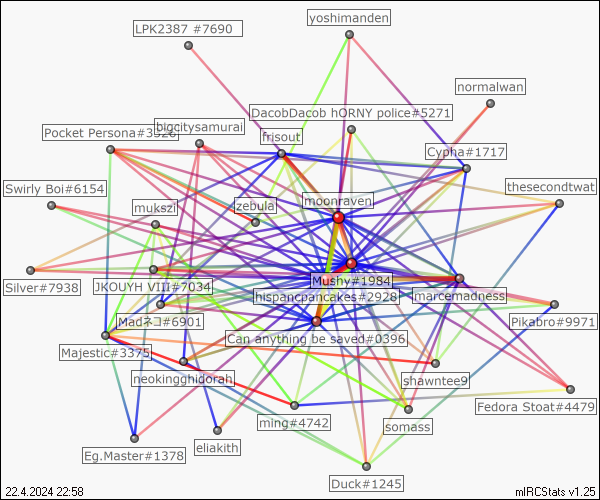 yoshimanden
LPK2387 #7690
normalwan
DacobDacob hORNY police#5271
bigcitysamurai
Pocket Persona#3526
frisout
Cypha#1717
Swirly Boi#6154
thesecondtwat
mukszi
zebula
moonraven
Silver#7938
JKOUYH VIII#7034
Mushy#1984
hispancpancakes#2928
marcemadness
Madネコ#6901
Pikabro#9971
Can anything be saved#0396
Majestic#3375
neokingghidorah
shawntee9
Fedora Stoat#4479
ming#4742
somass
eliakith
Eg.Master#1378
Duck#1245
22.4.2024 22:58
mIRCStats v1.25